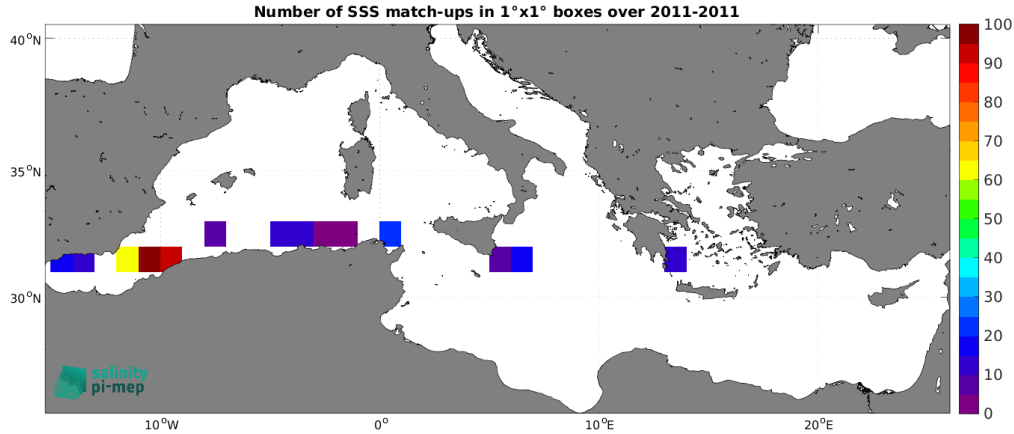 Number of SSS match-ups in 1°x1° boxes over 2011-2011
40°N
35°N
30°N
10°W
0°
10°E
20°E
100
90
80
70
60
50
40
30
20
10
0
salinity
pi-mep